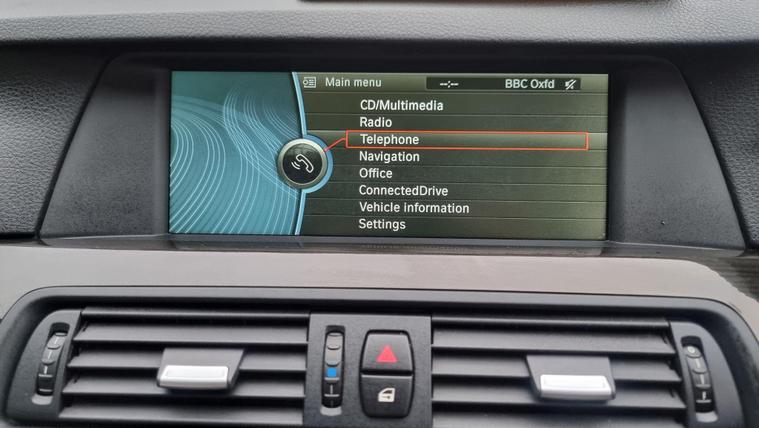 Main menu --:-- BBC Oxfd
CD/Multimedia
Radio
Telephone
Navigation
Office
ConnectedDrive
Vehicle information
Settings